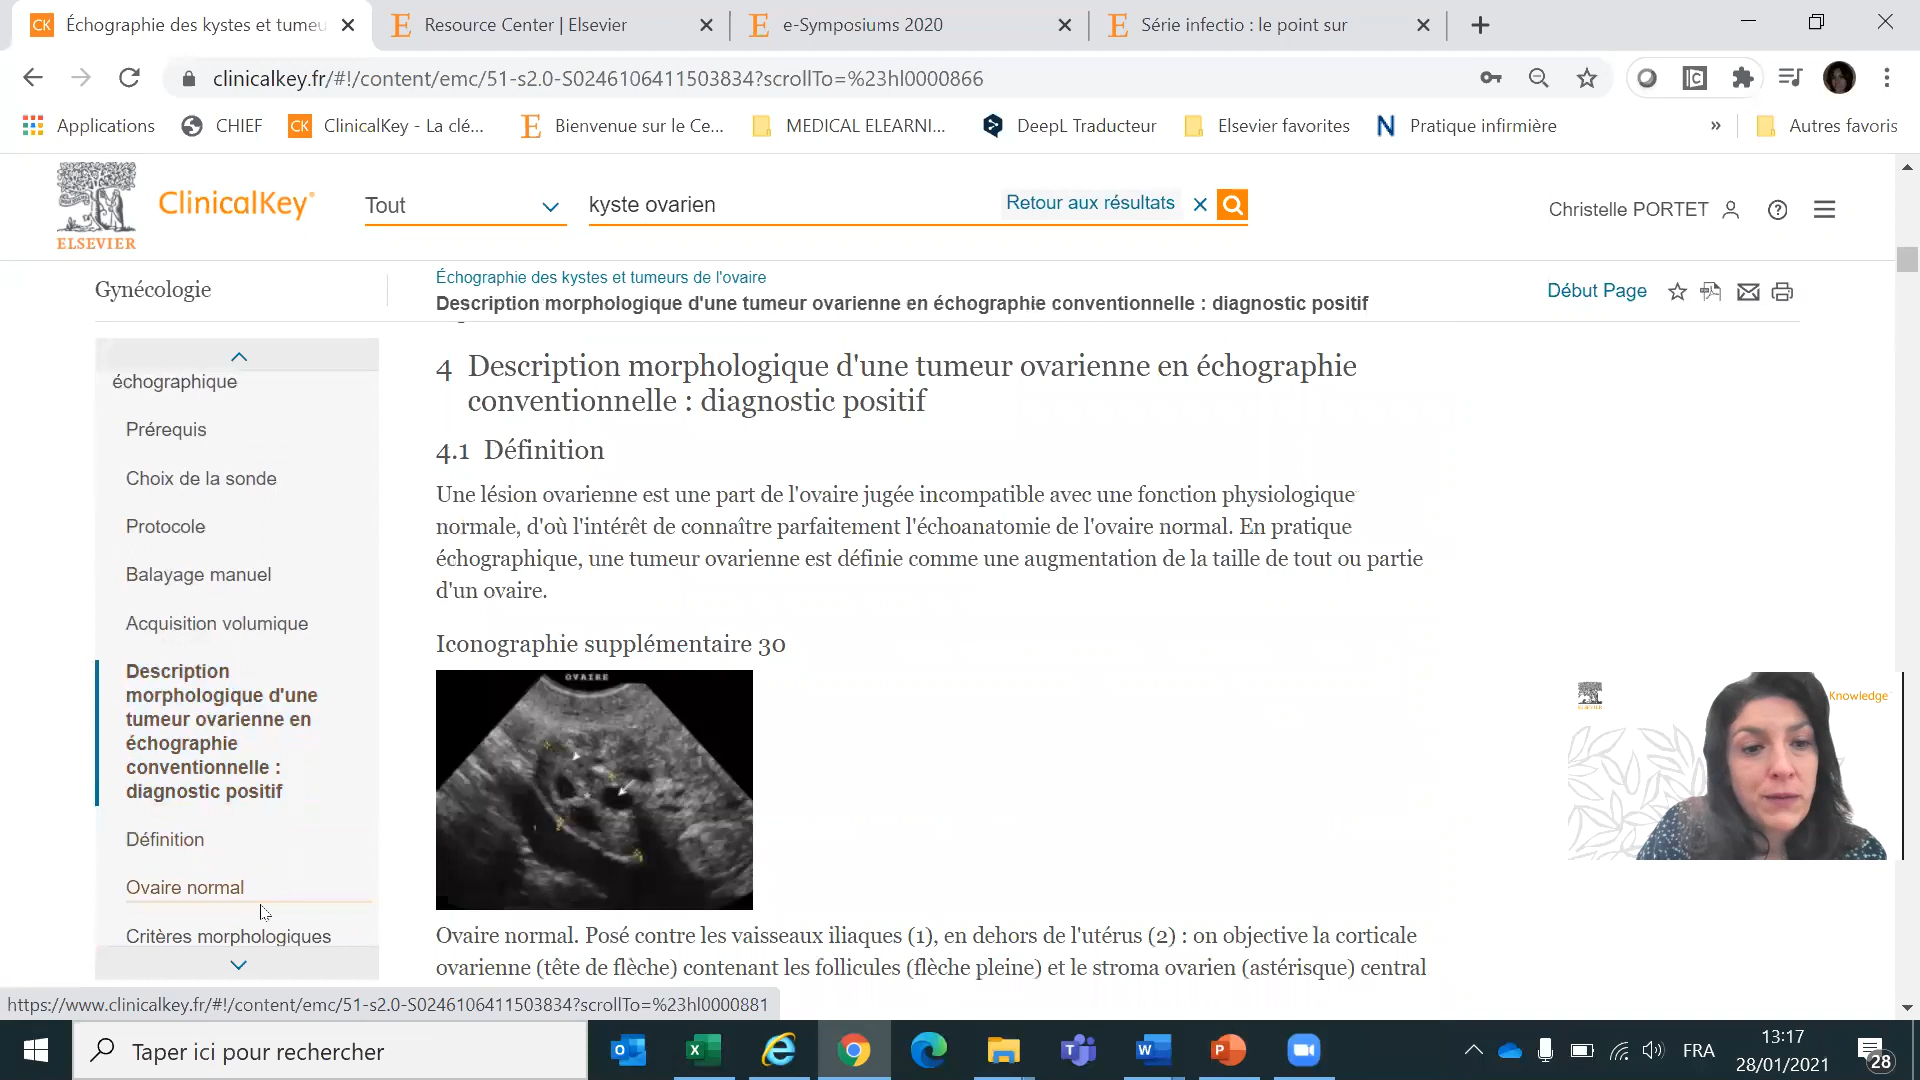 Échographie des kystes et tumeu
Resource Center | Elsevier
e-Symposiums 2020
Série infectio : le point sur
clinicalkey.fr/#!/content/emc/51-s2.0-S0246106411503834?scrollTo=%23hl0000866
Applications
CHIEF
ClinicalKey - La clé...
Bienvenue sur le Ce...
MEDICAL ELEARNI...
DeepL Traducteur
Elsevier favorites
Pratique infirmière
»
Autres favoris
ELSEVIER
ClinicalKey®
Tout
kyste ovarien
Retour aux résultats
Christelle PORTET
Gynécologie
Échographie des kystes et tumeurs de l'ovaire
Description morphologique d'une tumeur ovarienne en échographie conventionnelle : diagnostic positif
Début Page
échographique
Prérequis
Choix de la sonde
Protocole
Balayage manuel
Acquisition volumique
Description
morphologique d'une
tumeur ovarienne en
échographie
conventionnelle :
diagnostic positif
Définition
Ovaire normal
Critères morphologiques
4 Description morphologique d'une tumeur ovarienne en échographie
conventionnelle : diagnostic positif
4.1 Définition
Une lésion ovarienne est une part de l'ovaire jugée incompatible avec une fonction physiologique
normale, d'où l'intérêt de connaître parfaitement l'échoanatomie de l'ovaire normal. En pratique
échographique, une tumeur ovarienne est définie comme une augmentation de la taille de tout ou partie
d'un ovaire.
Iconographie supplémentaire 30
OVAIRE
Ovaire normal. Posé contre les vaisseaux iliaques (1), en dehors de l'utérus (2) : on objective la corticale
ovarienne (tête de flèche) contenant les follicules (flèche pleine) et le stroma ovarien (astérisque) central
Knowledge
https://www.clinicalkey.fr/#!/content/emc/51-s2.0-S0246106411503834?scrollTo=%23hl0000881
Taper ici pour rechercher
FRA
13:17
28/01/2021
28